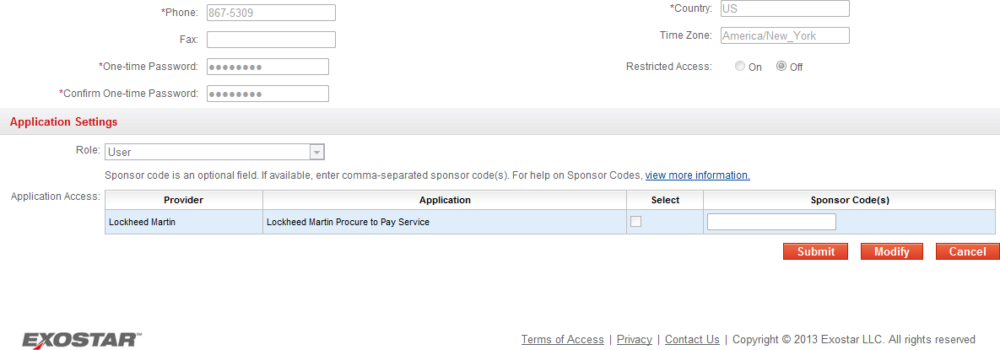 *Phone: 867-5309
*Country: US
Fax:
Time Zone: America/New_York
*One-time Password: ●●●●●●●●
Restricted Access: On Off
*Confirm One-time Password: ●●●●●●●●
Application Settings
Role: User
Sponsor code is an optional field. If available, enter comma-separated sponsor code(s). For help on Sponsor Codes, view more information.
Application Access:
Provider Application Select Sponsor Code(s)
Lockheed Martin Lockheed Martin Procure to Pay Service
Submit Modify Cancel
EXOSTAR™
Terms of Access | Privacy | Contact Us | Copyright © 2013 Exostar LLC. All rights reserved